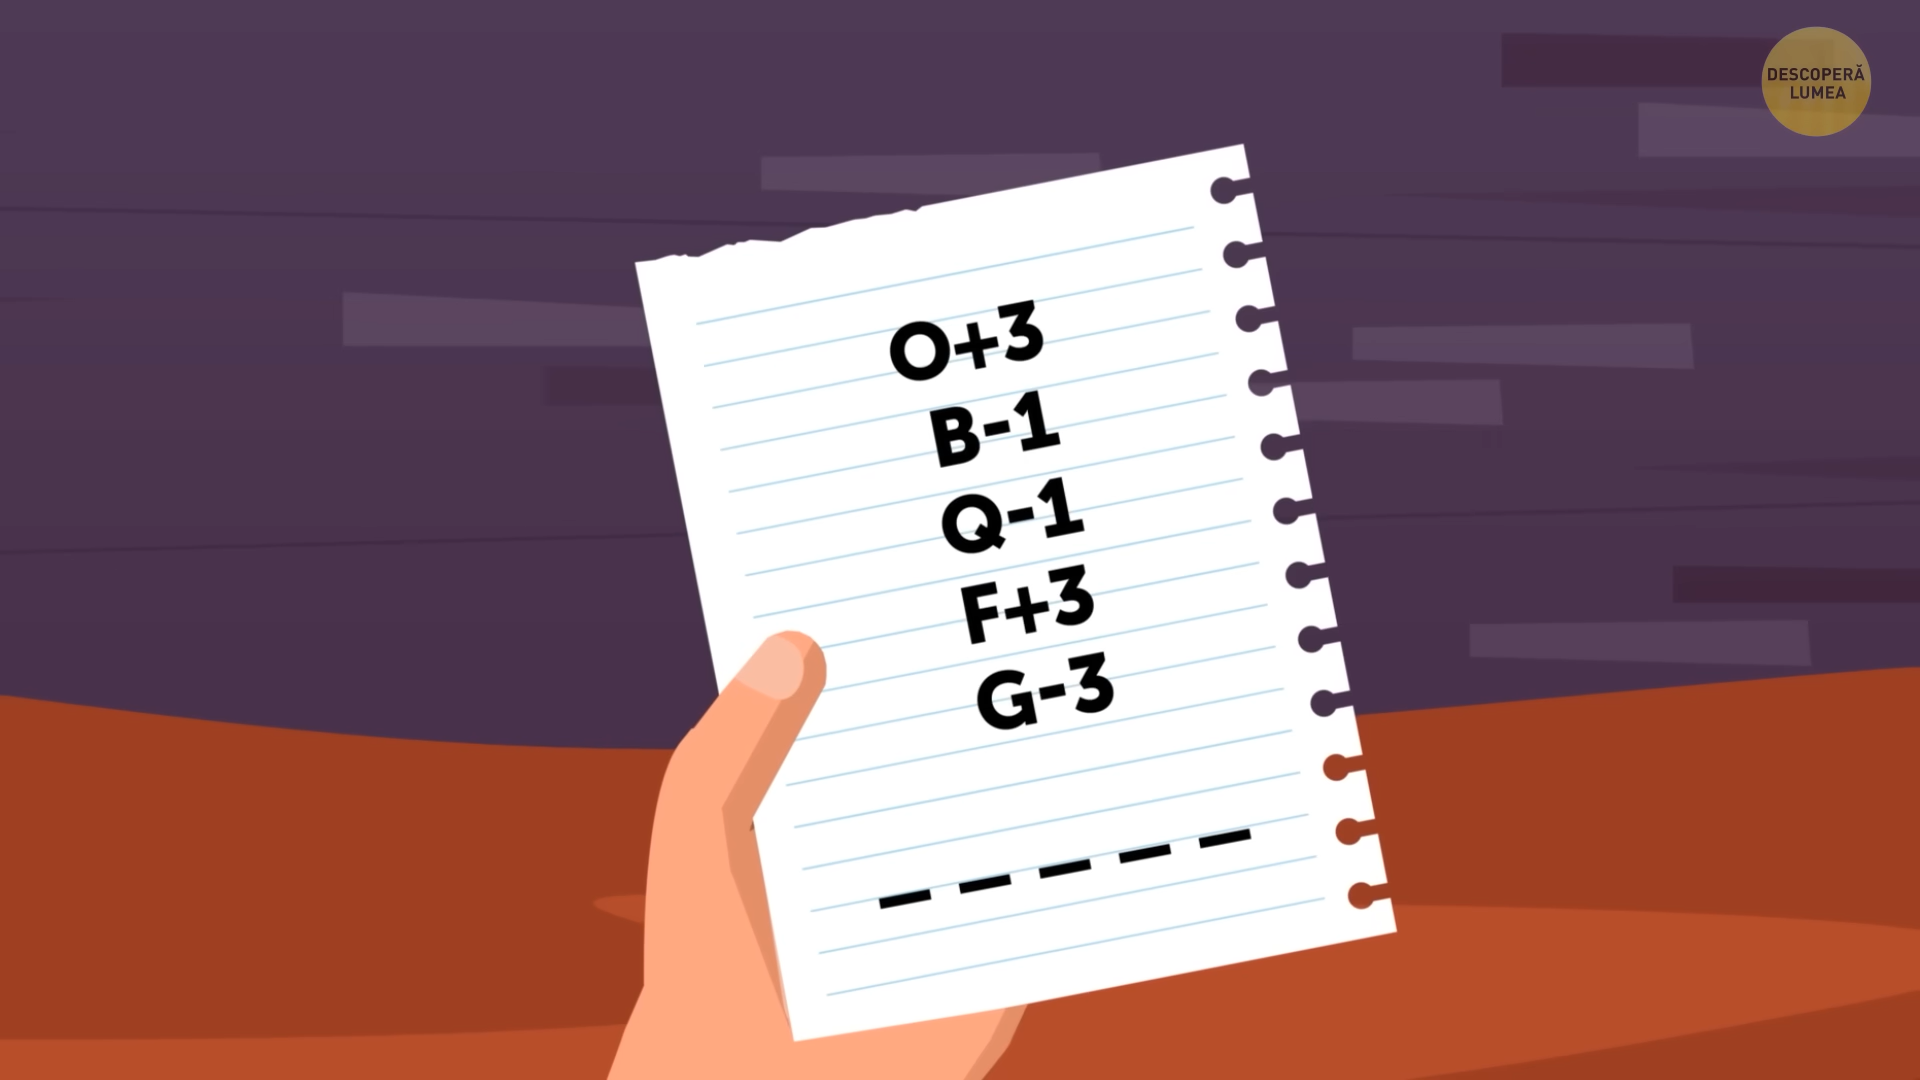 DESCOPERĂ
LUMEA
O+3
B-1
Q-1
F+3
G-3